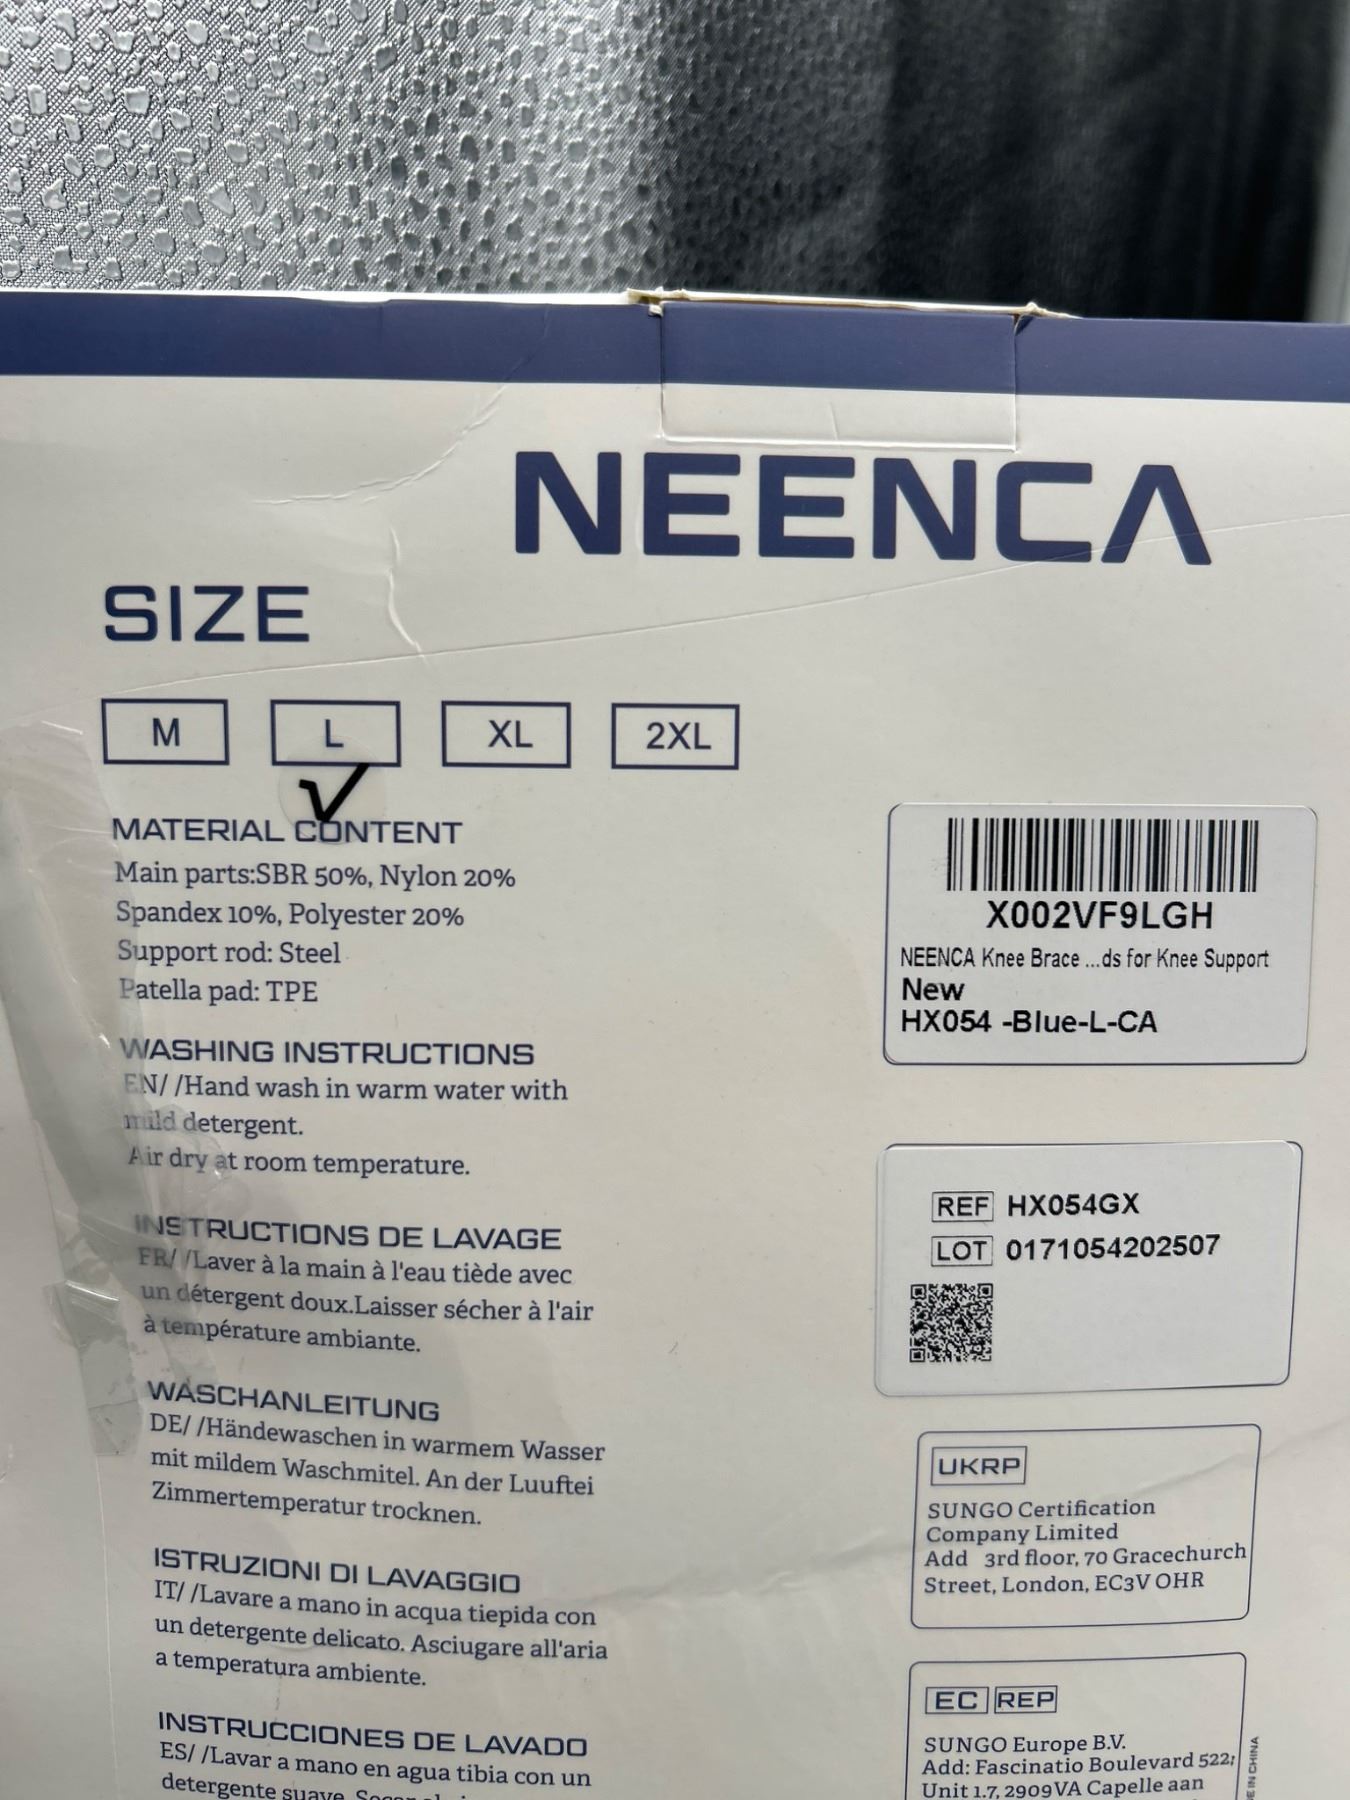 NEENCA
SIZE
M L XL 2XL
√
MATERIAL CONTENT
Main parts:SBR 50%, Nylon 20%
Spandex 10%, Polyester 20%
Support rod: Steel
Patella pad: TPE
WASHING INSTRUCTIONS
EN/ /Hand wash in warm water with
mild detergent.
Air dry at room temperature.
INSTRUCTIONS DE LAVAGE
FR/ /Laver à la main à l'eau tiède avec
un détergent doux.Laisser sécher à l'air
à température ambiante.
WASCHANLEITUNG
DE/ /Händewaschen in warmem Wasser
mit mildem Waschmitel. An der Luuftei
Zimmertemperatur trocknen.
ISTRUZIONI DI LAVAGGIO
IT/ /Lavare a mano in acqua tiepida con
un detergente delicato. Asciugare all'aria
a temperatura ambiente.
INSTRUCCIONES DE LAVADO
ES/ /Lavar a mano en agua tibia con un
detergente suave.
X002VF9LGH
NEENCA Knee Brace ...ds for Knee Support
New
HX054 -Blue-L-CA
REF HX054GX
LOT 0171054202507
UKRP
SUNGO Certification
Company Limited
Add 3rd floor, 70 Gracechurch
Street, London, EC3V OHR
EC REP
SUNGO Europe B.V.
Add: Fascinatio Boulevard 522,
Unit 1.7, 2909VA Capelle aan
IN CHINA